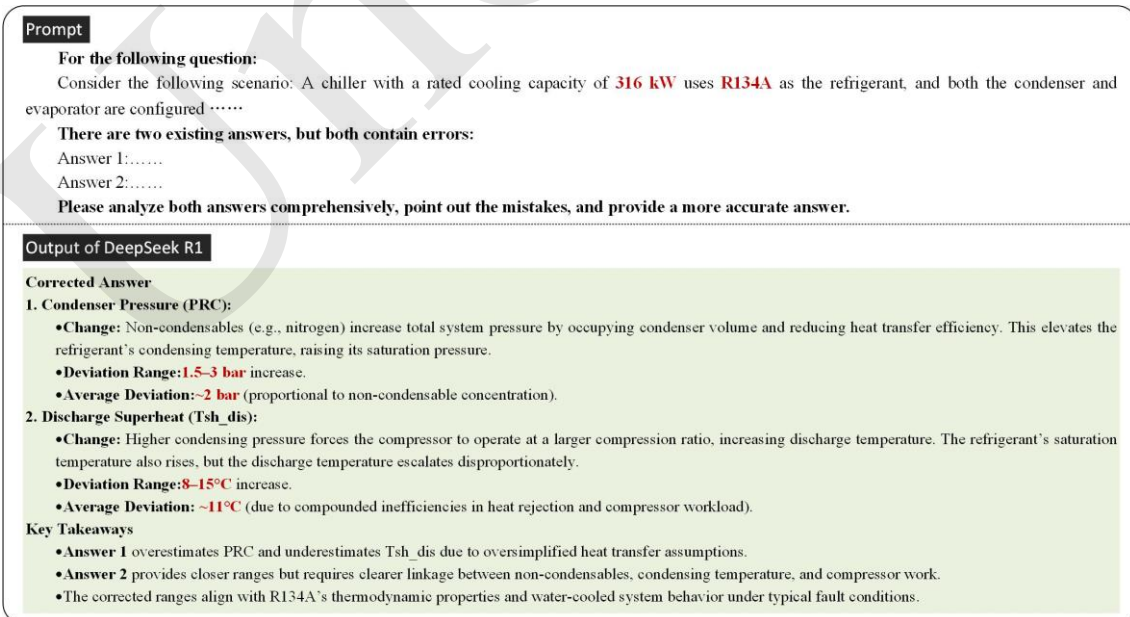 Prompt
For the following question:
Consider the following scenario: A chiller with a rated cooling capacity of 316 kW uses R134A as the refrigerant, and both the condenser and
evaporator are configured ······
There are two existing answers, but both contain errors:
Answer 1:……
Answer 2:……
Please analyze both answers comprehensively, point out the mistakes, and provide a more accurate answer.
Output of DeepSeek R1
Corrected Answer
1. Condenser Pressure (PRC):
•Change: Non-condensables (e.g., nitrogen) increase total system pressure by occupying condenser volume and reducing heat transfer efficiency. This elevates the
refrigerant's condensing temperature, raising its saturation pressure.
•Deviation Range:1.5–3 bar increase.
•Average Deviation:~2 bar (proportional to non-condensable concentration).
2. Discharge Superheat (Tsh_dis):
•Change: Higher condensing pressure forces the compressor to operate at a larger compression ratio, increasing discharge temperature. The refrigerant's saturation
temperature also rises, but the discharge temperature escalates disproportionately.
•Deviation Range:8–15°C increase.
•Average Deviation: ~11°C (due to compounded inefficiencies in heat rejection and compressor workload).
Key Takeaways
•Answer 1 overestimates PRC and underestimates Tsh_dis due to oversimplified heat transfer assumptions.
•Answer 2 provides closer ranges but requires clearer linkage between non-condensables, condensing temperature, and compressor work.
•The corrected ranges align with R134A's thermodynamic properties and water-cooled system behavior under typical fault conditions.